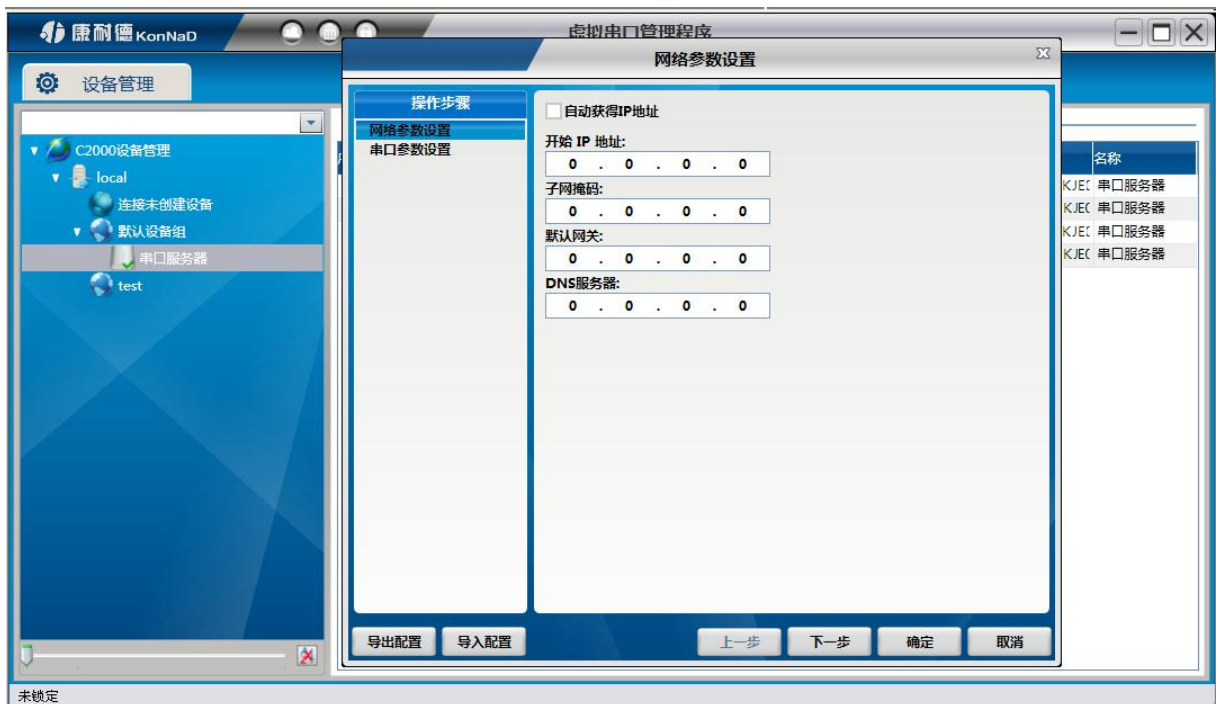 康耐德 KonNaD
虚拟串口管理程序
网络参数设置
设备管理
C2000设备管理
local
连接未创建设备
默认设备组
串口服务器
test
操作步骤
网络参数设置
串口参数设置
自动获得IP地址
开始 IP 地址:
0 . 0 . 0 . 0
子网掩码:
0 . 0 . 0 . 0
默认网关:
0 . 0 . 0 . 0
DNS服务器:
0 . 0 . 0 . 0
名称
串口服务器
串口服务器
串口服务器
串口服务器
导出配置 导入配置 上一步 下一步 确定 取消
未锁定